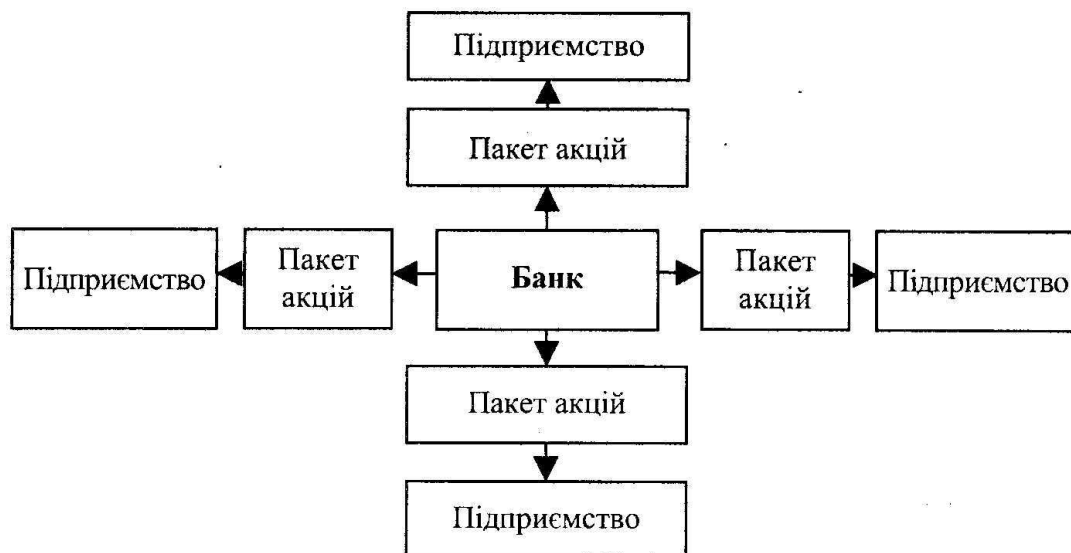 Підприємство
Пакет акцій
Підприємство
Пакет
акцій
Банк
Пакет
акцій
Підприємство
Пакет акцій
Підприємство